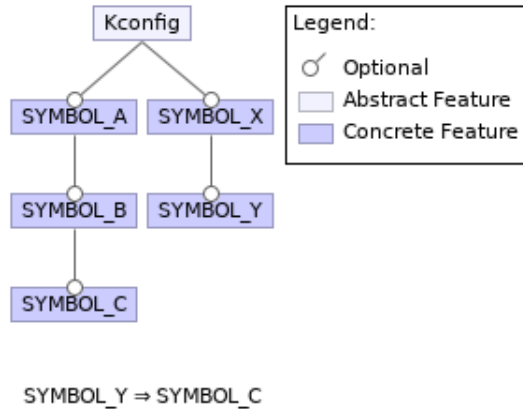 Kconfig
Legend:
Optional
SYMBOL_A SYMBOL_X
Abstract Feature
Concrete Feature
SYMBOL_B SYMBOL_Y
SYMBOL_C
SYMBOL_Y ⇒ SYMBOL_C